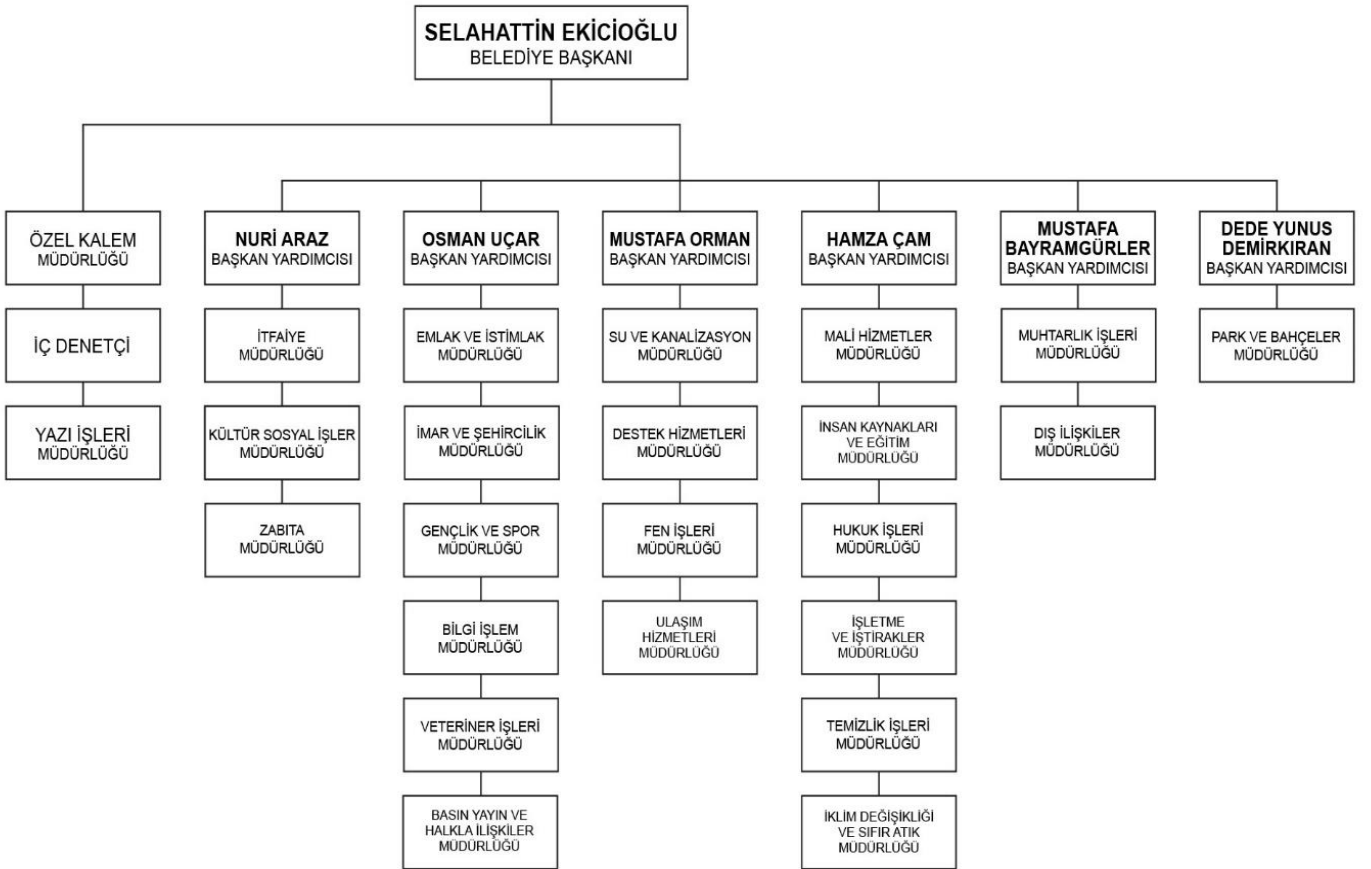 SELAHATTİN EKİCİOĞLU
BELEDİYE BAŞKANI
ÖZEL KALEM
MÜDÜRLÜĞÜ
İÇ DENETÇİ
YAZI İŞLERİ
MÜDÜRLÜĞÜ
NURİ ARAZ
BAŞKAN YARDIMCISI
İTFAİYE
MÜDÜRLÜĞÜ
KÜLTÜR SOSYAL İŞLER
MÜDÜRLÜĞÜ
ZABITA
MÜDÜRLÜĞÜ
OSMAN UÇAR
BAŞKAN YARDIMCISI
EMLAK VE İSTİMLAK
MÜDÜRLÜĞÜ
İMAR VE ŞEHİRCİLİK
MÜDÜRLÜĞÜ
GENÇLİK VE SPOR
MÜDÜRLÜĞÜ
BİLGİ İŞLEM
MÜDÜRLÜĞÜ
VETERİNER İŞLERİ
MÜDÜRLÜĞÜ
BASIN YAYIN VE
HALKLA İLİŞKİLER
MÜDÜRLÜĞÜ
MUSTAFA ORMAN
BAŞKAN YARDIMCISI
SU VE KANALİZASYON
MÜDÜRLÜĞÜ
DESTEK HİZMETLERİ
MÜDÜRLÜĞÜ
FEN İŞLERİ
MÜDÜRLÜĞÜ
ULAŞIM
HİZMETLERİ
MÜDÜRLÜĞÜ
HAMZA ÇAM
BAŞKAN YARDIMCISI
MALİ HİZMETLER
MÜDÜRLÜĞÜ
İNSAN KAYNAKLARI
VE EĞİTİM
MÜDÜRLÜĞÜ
HUKUK İŞLERİ
MÜDÜRLÜĞÜ
İŞLETME
VE İŞTİRAKLER
MÜDÜRLÜĞÜ
TEMİZLİK İŞLERİ
MÜDÜRLÜĞÜ
İKLİM DEĞİŞİKLİĞİ
VE SIFIR ATIK
MÜDÜRLÜĞÜ
MUSTAFA
BAYRAMGÜRLER
BAŞKAN YARDIMCISI
MUHTARLIK İŞLERİ
MÜDÜRLÜĞÜ
DIŞ İLİŞKİLER
MÜDÜRLÜĞÜ
DEDE YUNUS
DEMİRKIRAN
BAŞKAN YARDIMCISI
PARK VE BAHÇELER
MÜDÜRLÜĞÜ